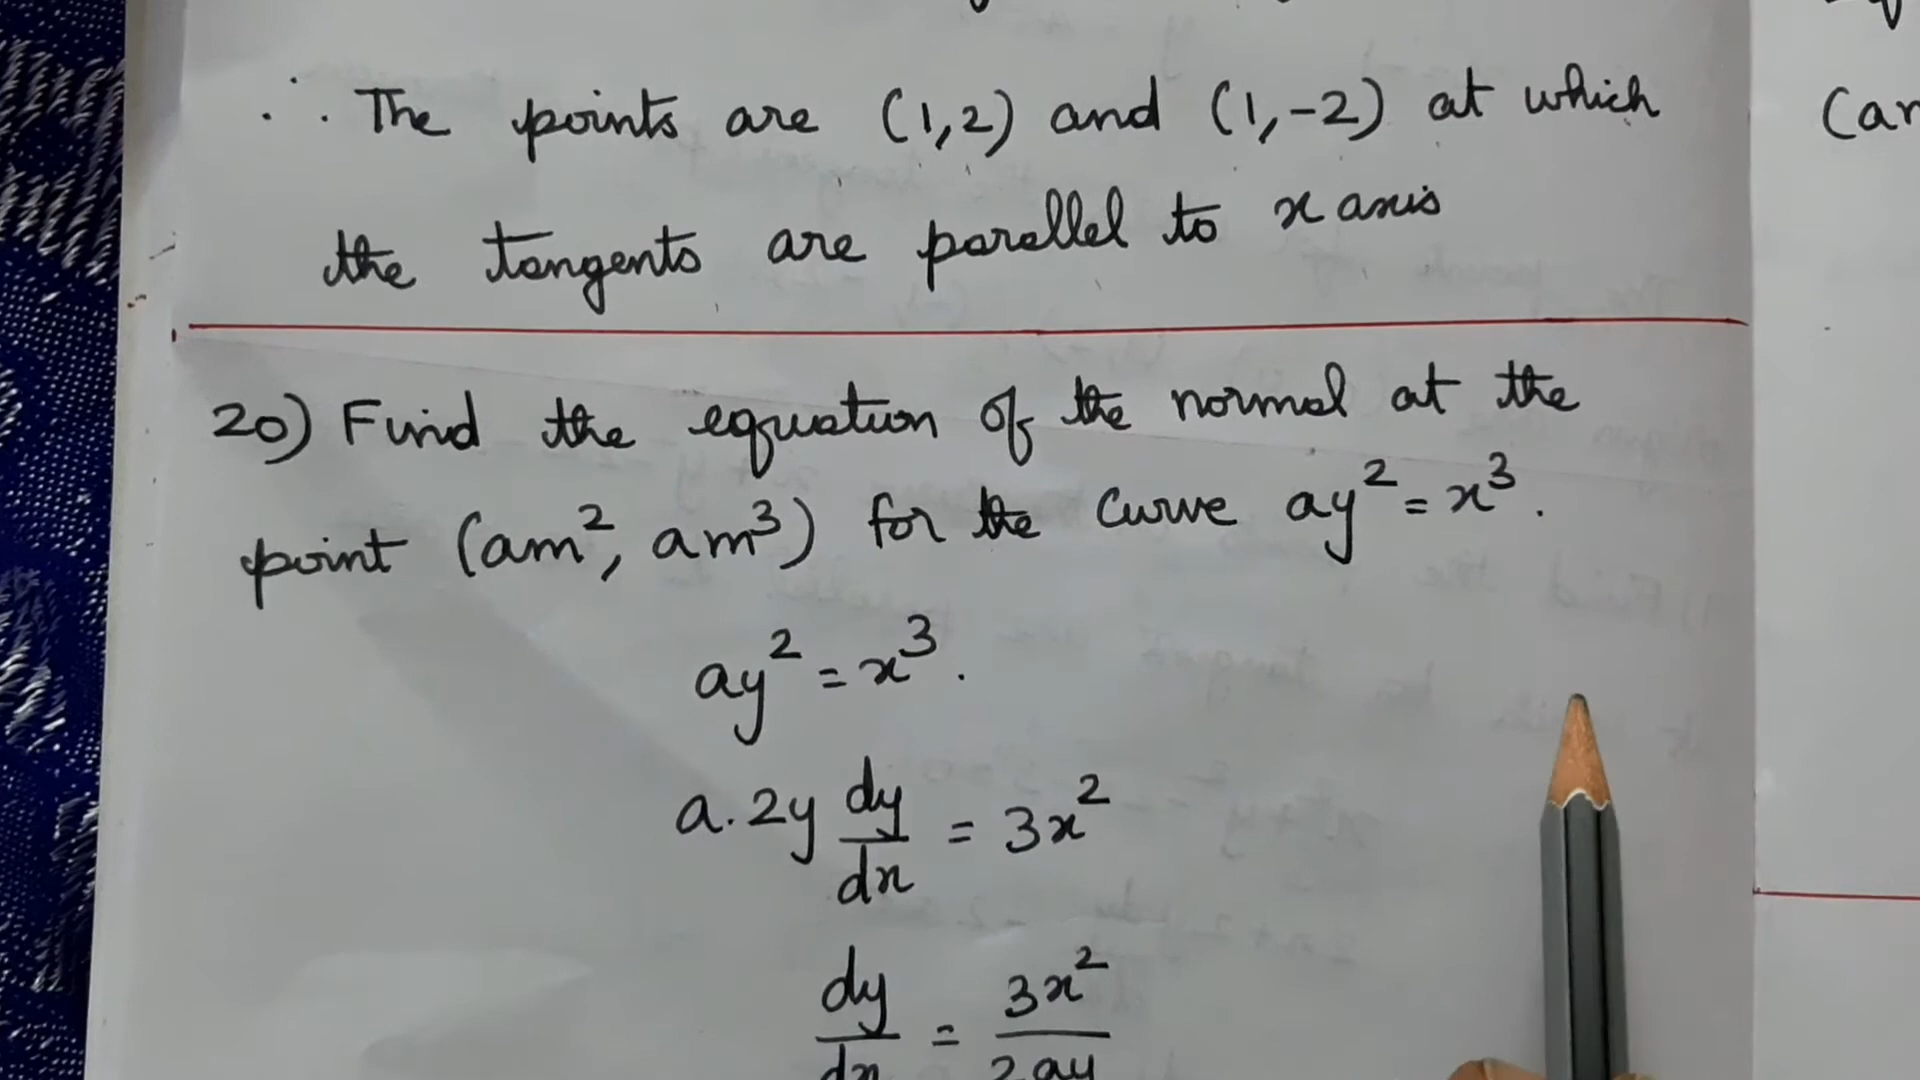 ∴ The points are (1,2) and (1,-2) at which
the tangents are parallel to x axis
20) Find the equation of the normal at the
point (am², am³) for the curve ay² = x³.
ay² = x³.
a. 2y dy/dx = 3x²
dy/dx = 3x²/2ay